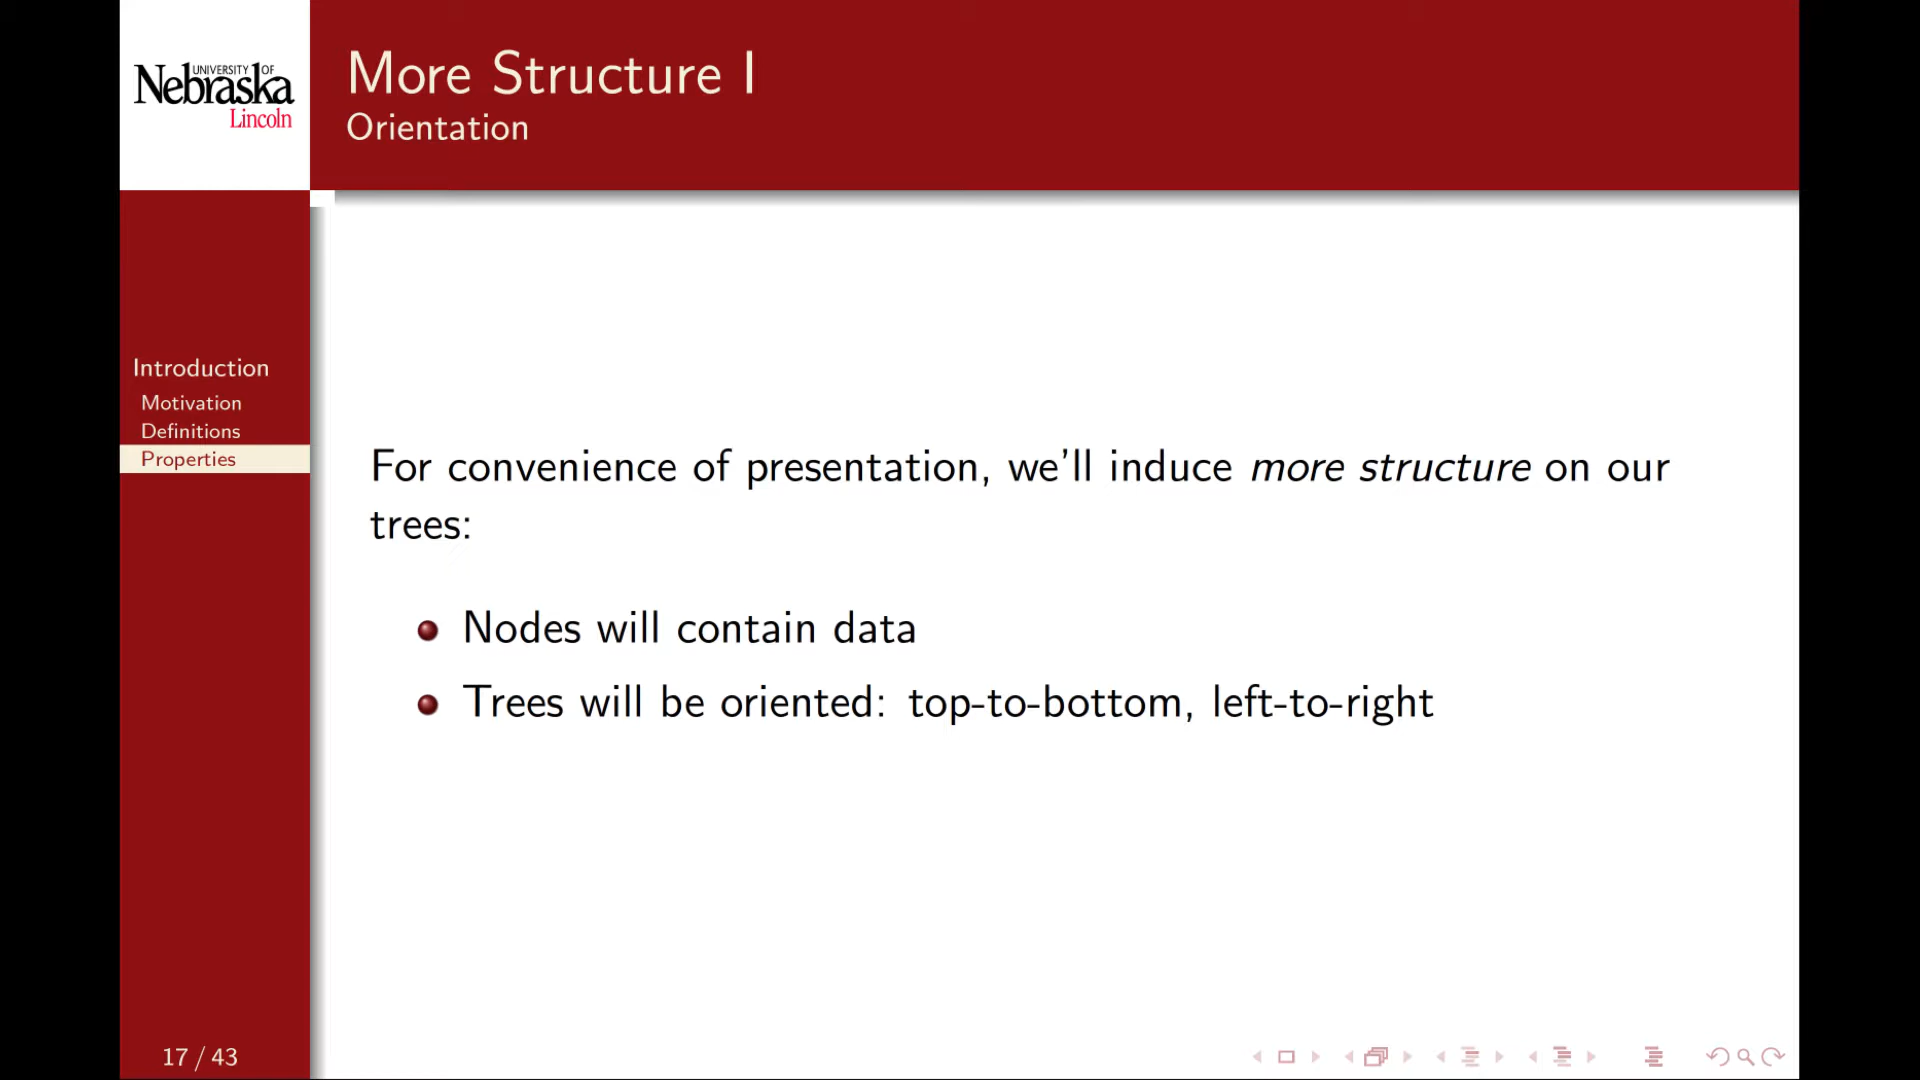 UNIVERSITY OF
Nebraska
Lincoln
More Structure I
Orientation
Introduction
Motivation
Definitions
Properties
For convenience of presentation, we'll induce more structure on our
trees:
Nodes will contain data
Trees will be oriented: top-to-bottom, left-to-right
17 / 43